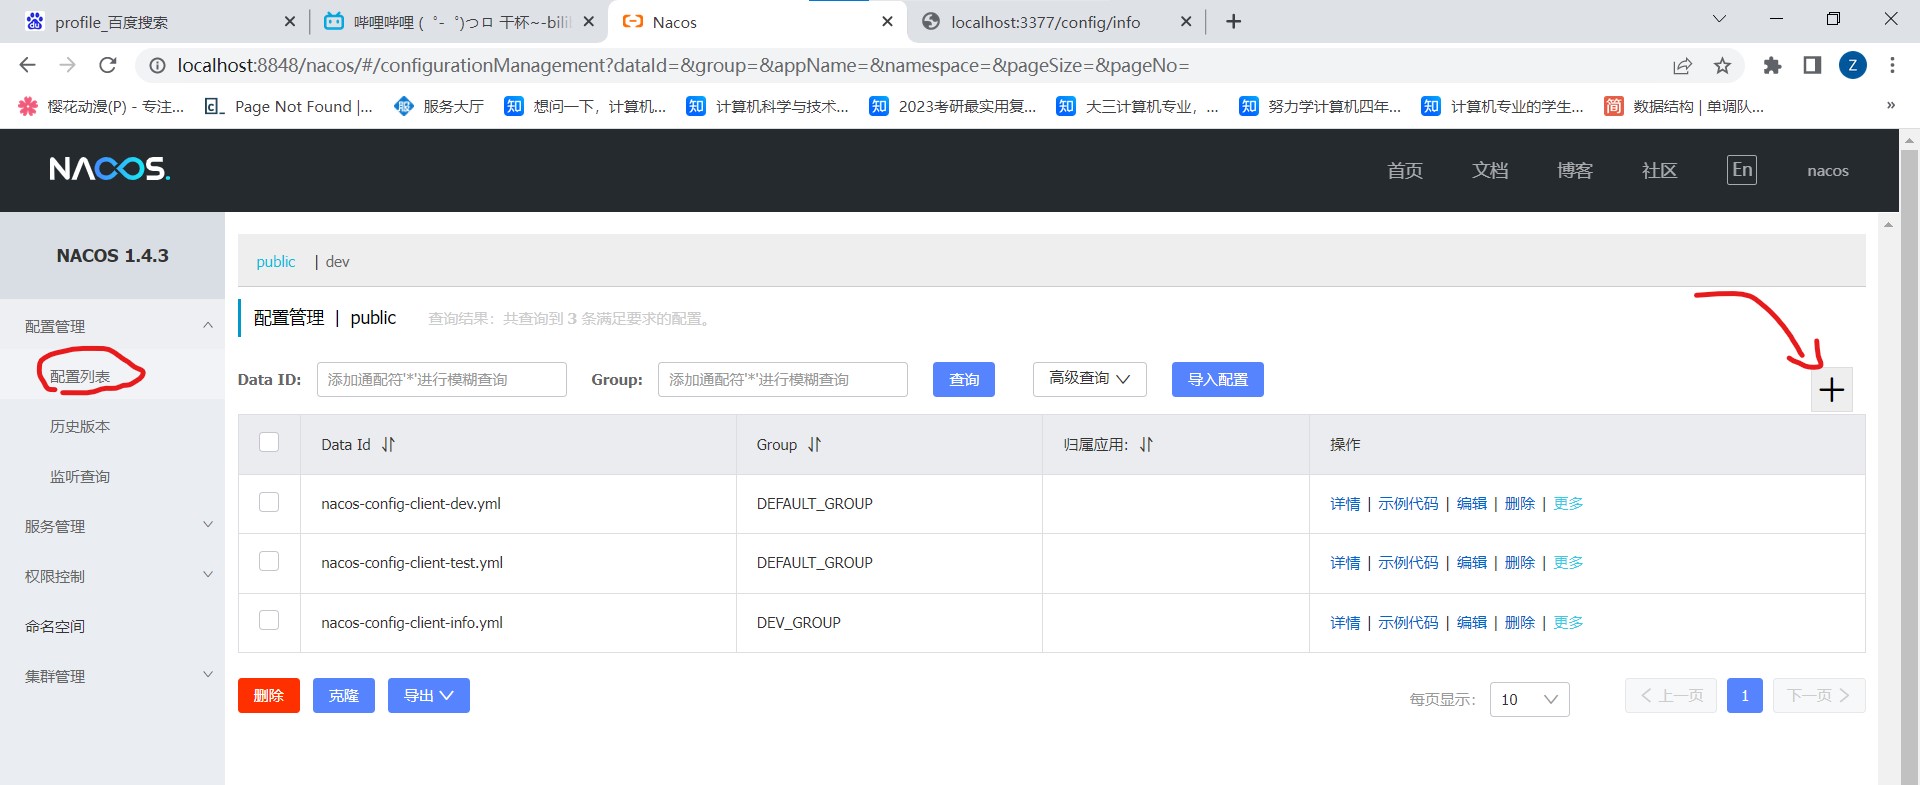 profile_百度搜索
哔哩哔哩 (゜-゜)つロ 干杯~-bili
Nacos
localhost:3377/config/info
localhost:8848/nacos/#/configurationManagement?dataId=&group=&appName=&namespace=&pageSize=&pageNo=
Z
樱花动漫(P) - 专注...
Page Not Found |...
服务大厅
知 想问一下，计算机...
知 计算机科学与技术...
知 2023考研最实用复...
知 大三计算机专业，...
知 努力学计算机四年...
知 计算机专业的学生...
简 数据结构 | 单调队...
»
NACOS.
首页
文档
博客
社区
En
nacos
NACOS 1.4.3
配置管理
配置列表
历史版本
监听查询
服务管理
权限控制
命名空间
集群管理
public | dev
配置管理 | public 查询结果：共查询到 3 条满足要求的配置。
Data ID: 添加通配符'*'进行模糊查询 Group: 添加通配符'*'进行模糊查询 查询 高级查询 导入配置
Data Id Group 归属应用: 操作
nacos-config-client-dev.yml DEFAULT_GROUP 详情 | 示例代码 | 编辑 | 删除 | 更多
nacos-config-client-test.yml DEFAULT_GROUP 详情 | 示例代码 | 编辑 | 删除 | 更多
nacos-config-client-info.yml DEV_GROUP 详情 | 示例代码 | 编辑 | 删除 | 更多
删除 克隆 导出 每页显示: 10 上一页 1 下一页